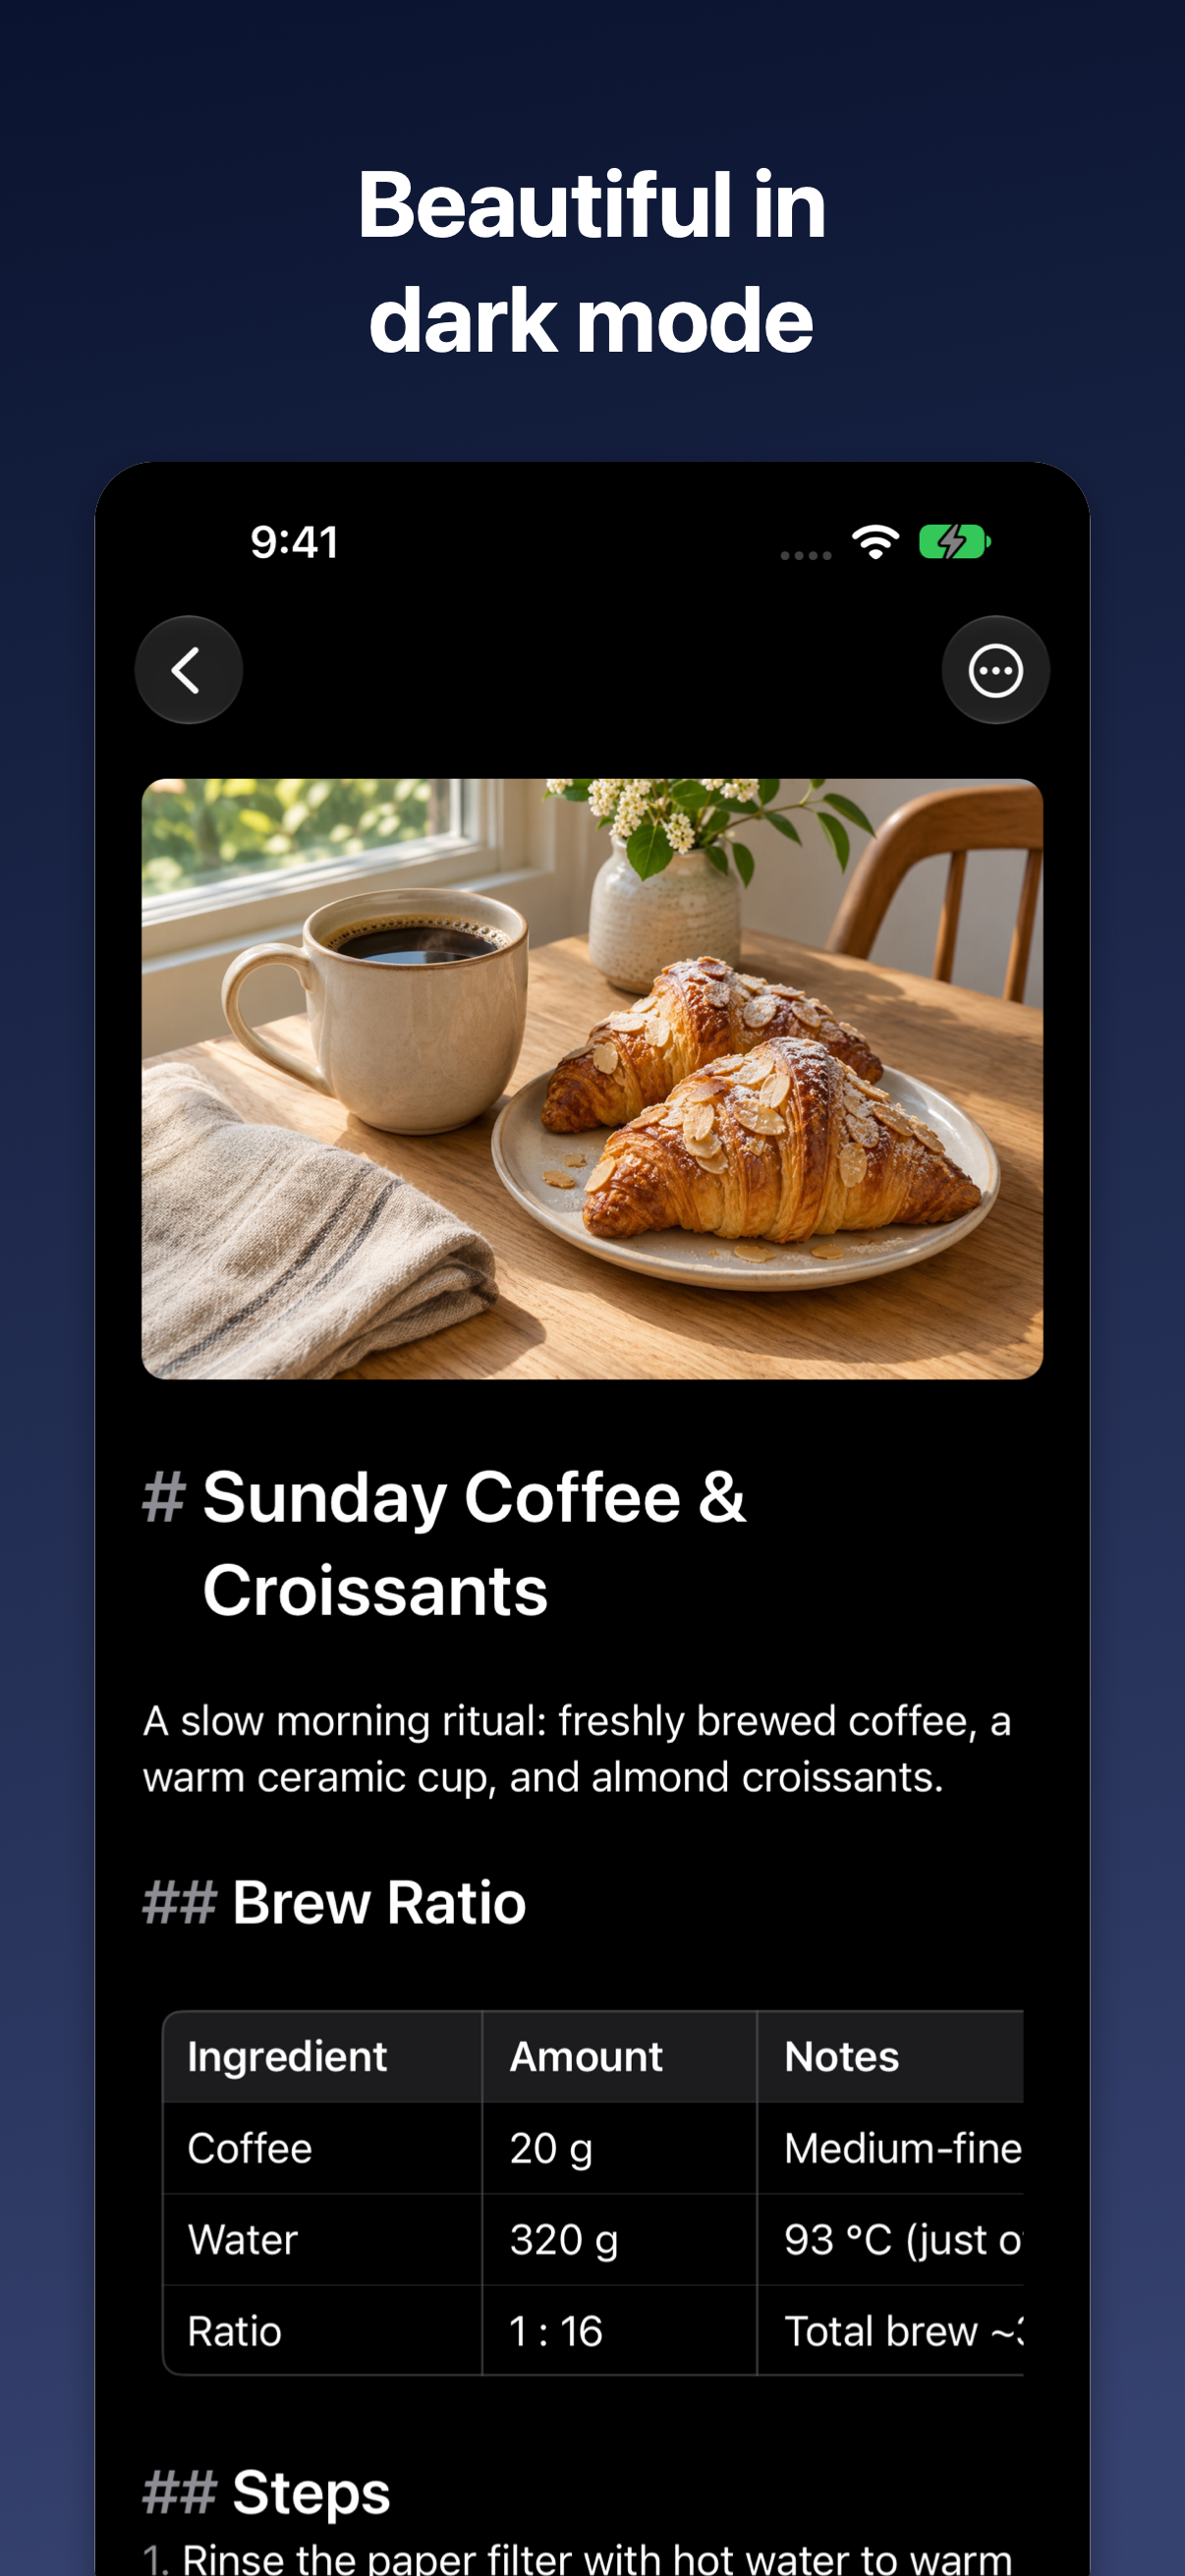 Beautiful in
dark mode
9:41
# Sunday Coffee &
Croissants
A slow morning ritual: freshly brewed coffee, a
warm ceramic cup, and almond croissants.
## Brew Ratio
Ingredient Amount Notes
Coffee 20 g Medium-fine
Water 320 g 93 °C (just
Ratio 1 : 16 Total brew
## Steps
1. Rinse the paper filter with hot water to warm